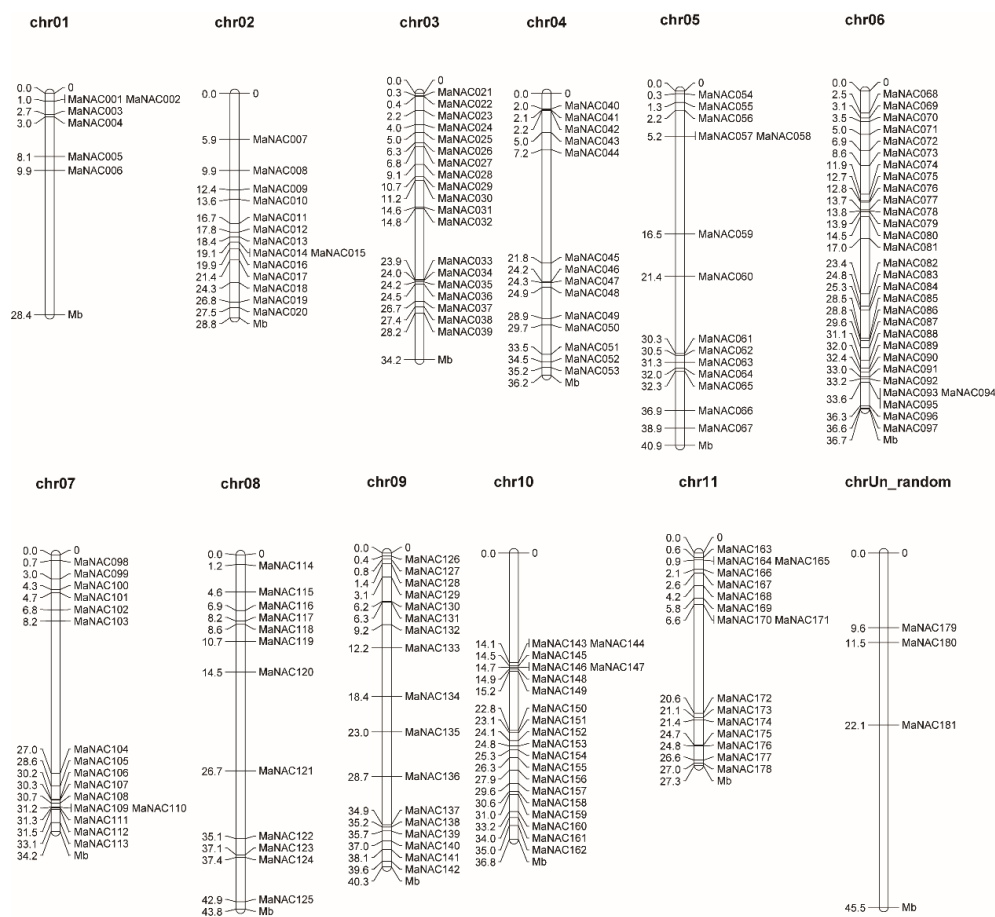 chr01
0.0 0
1.0 MaNAC001 MaNAC002
2.7 MaNAC003
3.0 MaNAC004
8.1 MaNAC005
9.9 MaNAC006
28.4 Mb
chr02
0.0 0
5.9 MaNAC007
9.9 MaNAC008
12.4 MaNAC009
13.6 MaNAC010
16.7 MaNAC011
17.8 MaNAC012
18.4 MaNAC013
19.1 MaNAC014 MaNAC015
19.9 MaNAC016
21.4 MaNAC017
24.3 MaNAC018
26.8 MaNAC019
27.5 MaNAC020
28.8 Mb
chr03
0.0 0
0.3 MaNAC021
0.4 MaNAC022
2.2 MaNAC023
4.0 MaNAC024
5.0 MaNAC025
6.3 MaNAC026
6.8 MaNAC027
9.1 MaNAC028
10.7 MaNAC029
11.2 MaNAC030
14.6 MaNAC031
14.8 MaNAC032
23.9 MaNAC033
24.0 MaNAC034
24.2 MaNAC035
24.5 MaNAC036
26.7 MaNAC037
27.4 MaNAC038
28.2 MaNAC039
34.2 Mb
chr04
0.0 0
2.0 MaNAC040
2.1 MaNAC041
2.2 MaNAC042
5.0 MaNAC043
7.2 MaNAC044
21.8 MaNAC045
24.2 MaNAC046
24.3 MaNAC047
24.9 MaNAC048
28.9 MaNAC049
29.7 MaNAC050
33.5 MaNAC051
34.5 MaNAC052
35.2 MaNAC053
36.2 Mb
chr05
0.0 0
0.3 MaNAC054
1.3 MaNAC055
2.2 MaNAC056
5.2 MaNAC057 MaNAC058
16.5 MaNAC059
21.4 MaNAC060
30.3 MaNAC061
30.5 MaNAC062
31.3 MaNAC063
32.0 MaNAC064
32.3 MaNAC065
36.9 MaNAC066
38.9 MaNAC067
40.9 Mb
chr06
0.0 0
2.5 MaNAC068
3.1 MaNAC069
3.5 MaNAC070
5.0 MaNAC071
6.9 MaNAC072
8.6 MaNAC073
11.9 MaNAC074
12.7 MaNAC075
12.8 MaNAC076
13.7 MaNAC077
13.8 MaNAC078
13.9 MaNAC079
14.5 MaNAC080
17.0 MaNAC081
23.4 MaNAC082
24.8 MaNAC083
25.3 MaNAC084
28.5 MaNAC085
28.8 MaNAC086
29.6 MaNAC087
31.1 MaNAC088
32.0 MaNAC089
32.4 MaNAC090
33.0 MaNAC091
33.2 MaNAC092
33.6 MaNAC093 MaNAC094
MaNAC095
36.3 MaNAC096
36.6 MaNAC097
36.7 Mb
chr07
0.0 0
0.7 MaNAC098
3.0 MaNAC099
4.3 MaNAC100
4.7 MaNAC101
6.8 MaNAC102
8.2 MaNAC103
27.0 MaNAC104
28.6 MaNAC105
30.2 MaNAC106
30.3 MaNAC107
30.7 MaNAC108
31.2 MaNAC109 MaNAC110
31.3 MaNAC111
31.5 MaNAC112
33.1 MaNAC113
34.2 Mb
chr08
0.0 0
1.2 MaNAC114
4.6 MaNAC115
6.9 MaNAC116
8.2 MaNAC117
8.6 MaNAC118
10.7 MaNAC119
14.5 MaNAC120
26.7 MaNAC121
35.1 MaNAC122
37.1 MaNAC123
37.4 MaNAC124
42.9 MaNAC125
43.8 Mb
chr09
0.0 0
0.4 MaNAC126
0.8 MaNAC127
1.4 MaNAC128
3.1 MaNAC129
6.2 MaNAC130
6.3 MaNAC131
9.2 MaNAC132
12.2 MaNAC133
18.4 MaNAC134
23.0 MaNAC135
28.7 MaNAC136
34.9 MaNAC137
35.2 MaNAC138
35.7 MaNAC139
37.0 MaNAC140
38.1 MaNAC141
39.6 MaNAC142
40.3 Mb
chr10
0.0 0
14.1 MaNAC143 MaNAC144
14.5 MaNAC145
14.7 MaNAC146 MaNAC147
14.9 MaNAC148
15.2 MaNAC149
22.8 MaNAC150
23.1 MaNAC151
24.1 MaNAC152
24.8 MaNAC153
25.3 MaNAC154
26.3 MaNAC155
27.9 MaNAC156
29.6 MaNAC157
30.6 MaNAC158
31.0 MaNAC159
33.2 MaNAC160
34.0 MaNAC161
35.0 MaNAC162
36.8 Mb
chr11
0.0 0
0.6 MaNAC163
0.9 MaNAC164 MaNAC165
2.1 MaNAC166
2.6 MaNAC167
4.2 MaNAC168
5.8 MaNAC169
6.6 MaNAC170 MaNAC171
20.6 MaNAC172
21.1 MaNAC173
21.4 MaNAC174
24.7 MaNAC175
24.8 MaNAC176
26.6 MaNAC177
27.0 MaNAC178
27.3 Mb
chrUn_random
0.0 0
9.6 MaNAC179
11.5 MaNAC180
22.1 MaNAC181
45.5 Mb